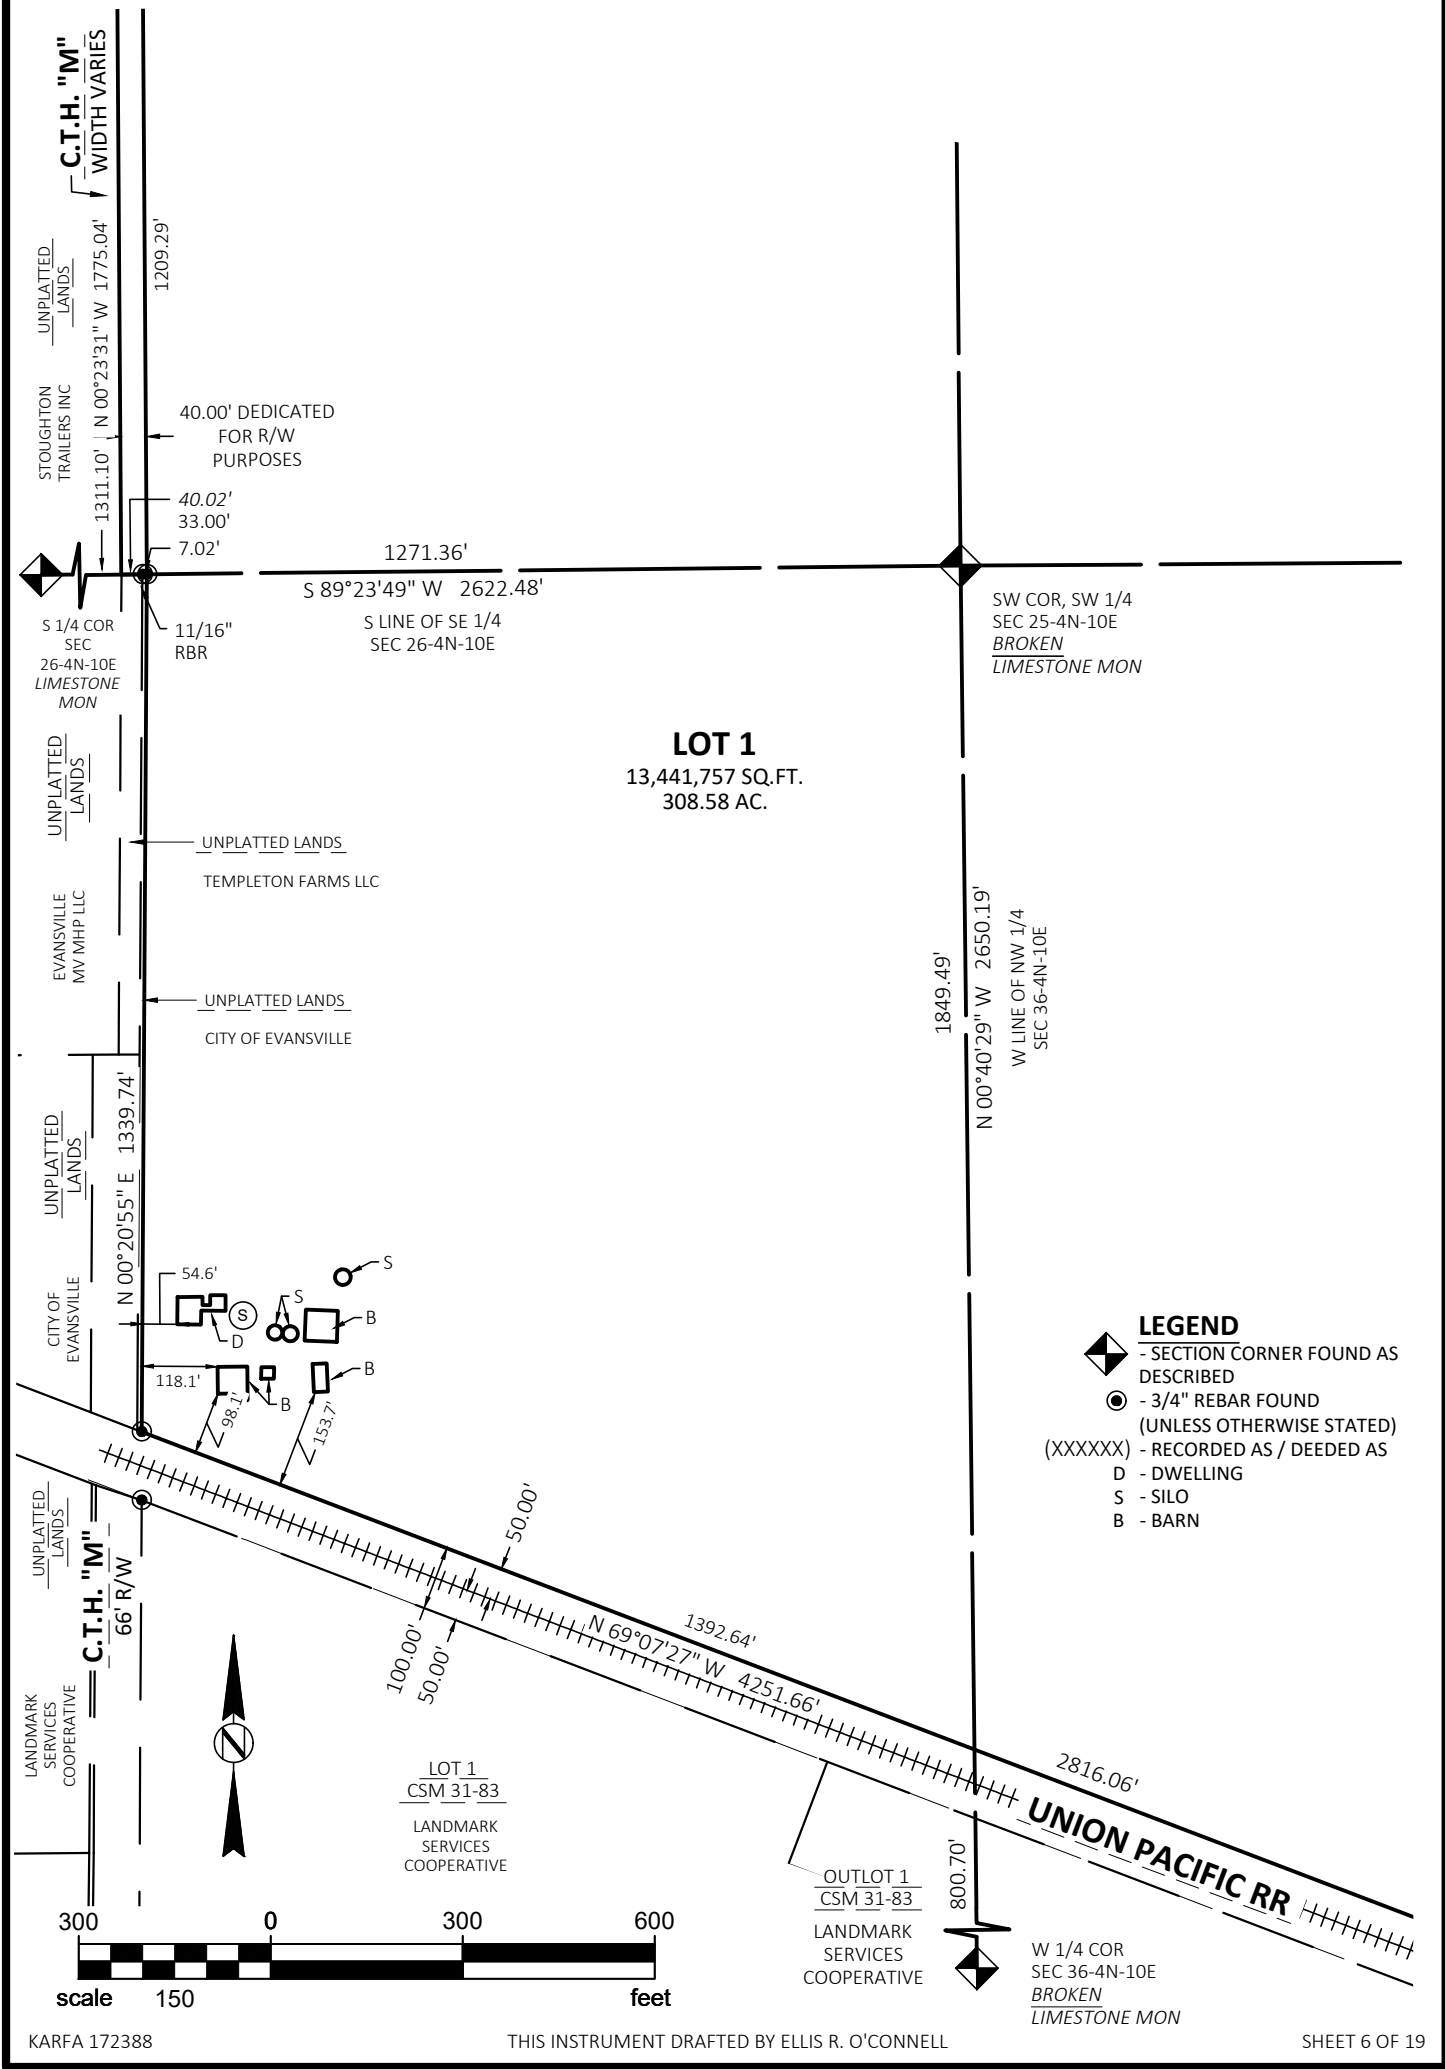 C.T.H. "M"
WIDTH VARIES
UNPLATTED
LANDS
STOUGHTON
TRAILERS INC
1311.10'
N 00°23'31" W 1775.04'
1209.29'
40.00' DEDICATED
FOR R/W
PURPOSES
40.02'
33.00'
7.02'
1271.36'
S 89°23'49" W 2622.48'
S LINE OF SE 1/4
SEC 26-4N-10E
11/16"
RBR
S 1/4 COR
SEC
26-4N-10E
LIMESTONE
MON
SW COR, SW 1/4
SEC 25-4N-10E
BROKEN
LIMESTONE MON
LOT 1
13,441,757 SQ.FT.
308.58 AC.
UNPLATTED
LANDS
EVANSVILLE
MV MHP LLC
UNPLATTED LANDS
TEMPLETON FARMS LLC
UNPLATTED LANDS
CITY OF EVANSVILLE
1849.49'
N 00°40'29" W 2650.19'
W LINE OF NW 1/4
SEC 36-4N-10E
UNPLATTED
LANDS
CITY OF
EVANSVILLE
N 00°20'55" E 1339.74'
54.6'
S
D
S
S
B
118.1'
B
B
98.1'
153.7'
LEGEND
- SECTION CORNER FOUND AS
DESCRIBED
- 3/4" REBAR FOUND
(UNLESS OTHERWISE STATED)
(XXXXXX) - RECORDED AS / DEEDED AS
D - DWELLING
S - SILO
B - BARN
UNPLATTED
LANDS
C.T.H. "M"
66' R/W
LANDMARK
SERVICES
COOPERATIVE
50.00'
100.00'
50.00'
1392.64'
N 69°07'27" W 4251.66'
2816.06'
UNION PACIFIC RR
N
LOT 1
CSM 31-83
LANDMARK
SERVICES
COOPERATIVE
OUTLOT 1
CSM 31-83
LANDMARK
SERVICES
COOPERATIVE
800.70'
W 1/4 COR
SEC 36-4N-10E
BROKEN
LIMESTONE MON
300 0 300 600
scale 150 feet
KARFA 172388 THIS INSTRUMENT DRAFTED BY ELLIS R. O'CONNELL SHEET 6 OF 19